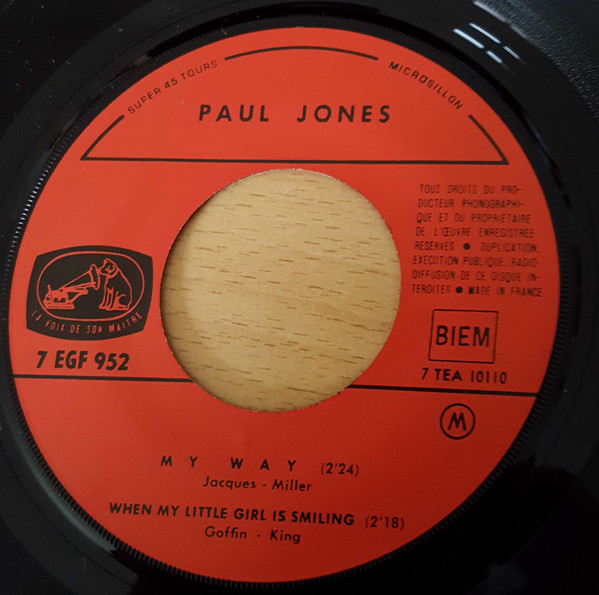 SUPER 45 TOURS
MICROSILLON
PAUL JONES
TOUS DROITS DU PRO-
DUCTEUR PHONOGRAPHI-
QUE ET DU PROPRIETAIRE
DE L'ŒUVRE ENREGISTREE
RESERVES ● DUPLICATION,
EXECUTION PUBLIQUE, RADIO-
DIFFUSION DE CE DISQUE IN-
TERDITES ● MADE IN FRANCE
LA VOIX DE SON MAITRE
7 EGF 952
BIEM
7 TEA 10110
M
MY WAY (2'24)
Jacques - Miller
WHEN MY LITTLE GIRL IS SMILING (2'18)
Goffin - King